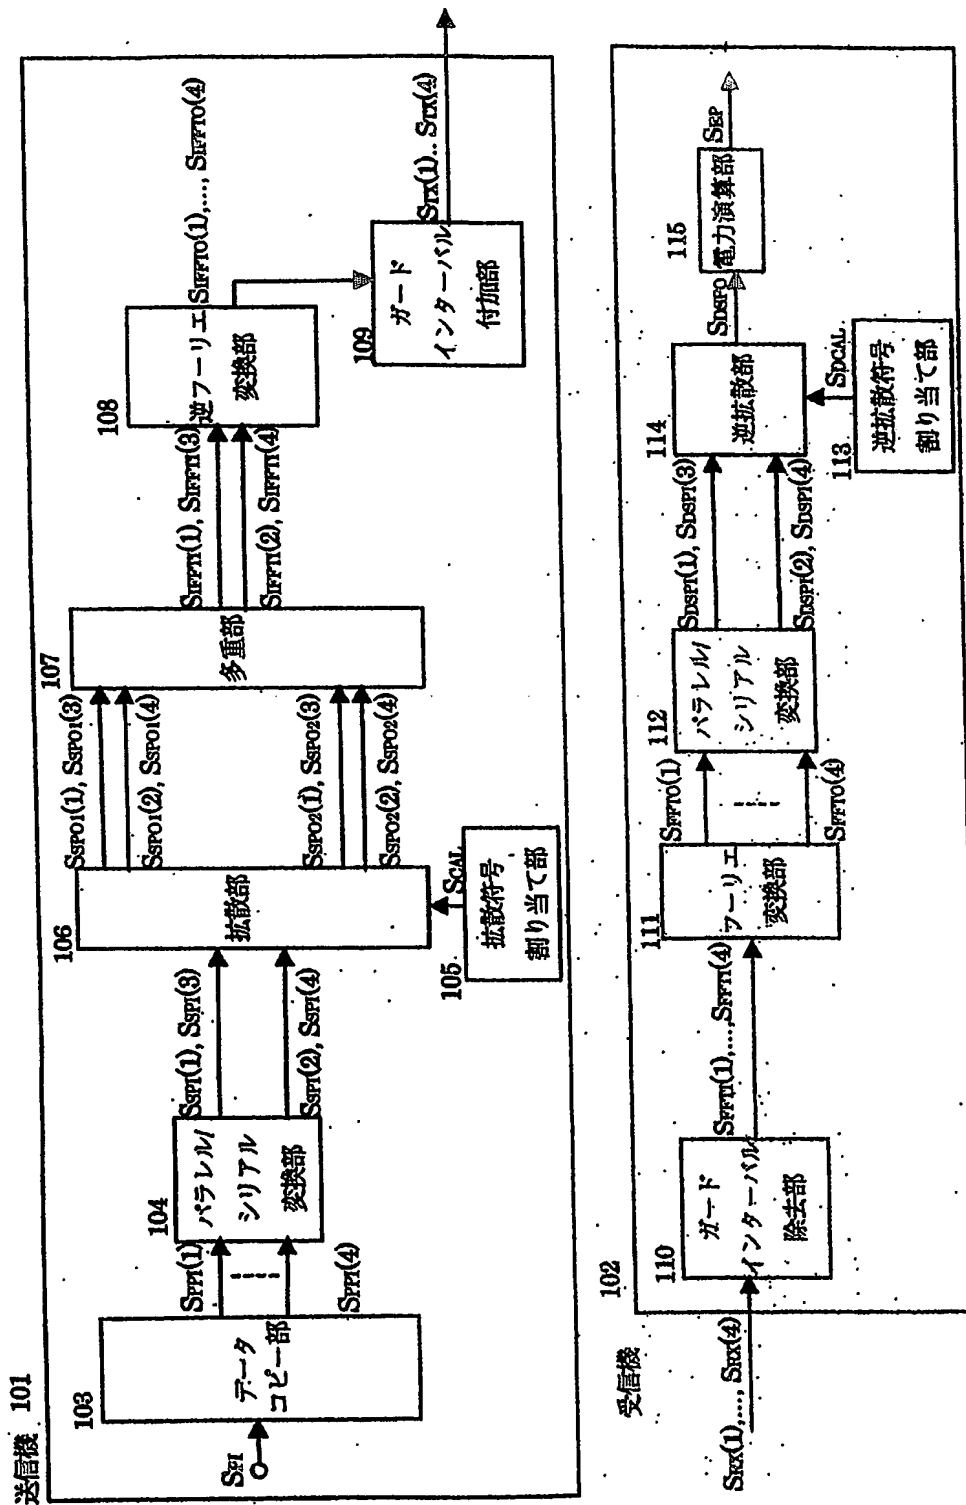 送信機 101
SPI
103
データ
コピー部
SPPI(1)
SPPI(4)
104
パラレル/
シリアル
変換部
SSPI(1), SSPI(3)
SSPI(2), SSPI(4)
106
拡散部
105
拡散符号
割り当て部
SCAL
SSPO1(1), SSPO1(3)
SSPO1(2), SSPO1(4)
SSPO2(1), SSPO2(3)
SSPO2(2), SSPO2(4)
107
多重部
SIFFTI(1), SIFFTI(3)
SIFFTI(2), SIFFTI(4)
108
逆フーリエ
変換部
SIFFTO(1),..., SIFFTO(4)
109
ガード
インターバル
付加部
STX(1).. STX(4)
受信機
102
SRX(1),..., SRX(4)
110
ガード
インターバル
除去部
SFFTI(1),...,SFFTI(4)
111
フーリエ
変換部
SFFTO(1)
SFFTO(4)
112
パラレル/
シリアル
変換部
SDSPI(1), SDSPI(3)
SDSPI(2), SDSPI(4)
114
逆拡散部
113
逆拡散符号
割り当て部
SDCAL
SDSPO
115
電力演算部
SEP